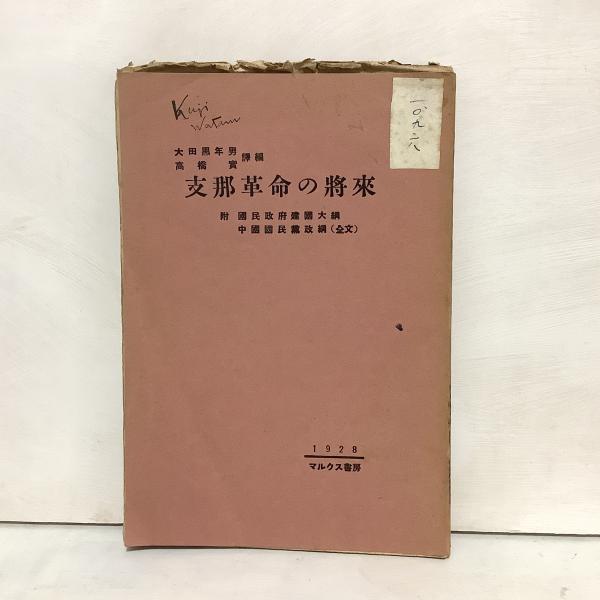 Kuji
Watam
一〇、九、二八
大田黒年男
高橋實 譯編
支那革命の將來
附 國民政府建國大綱
中國國民黨政綱(全文)
1928
マルクス書房